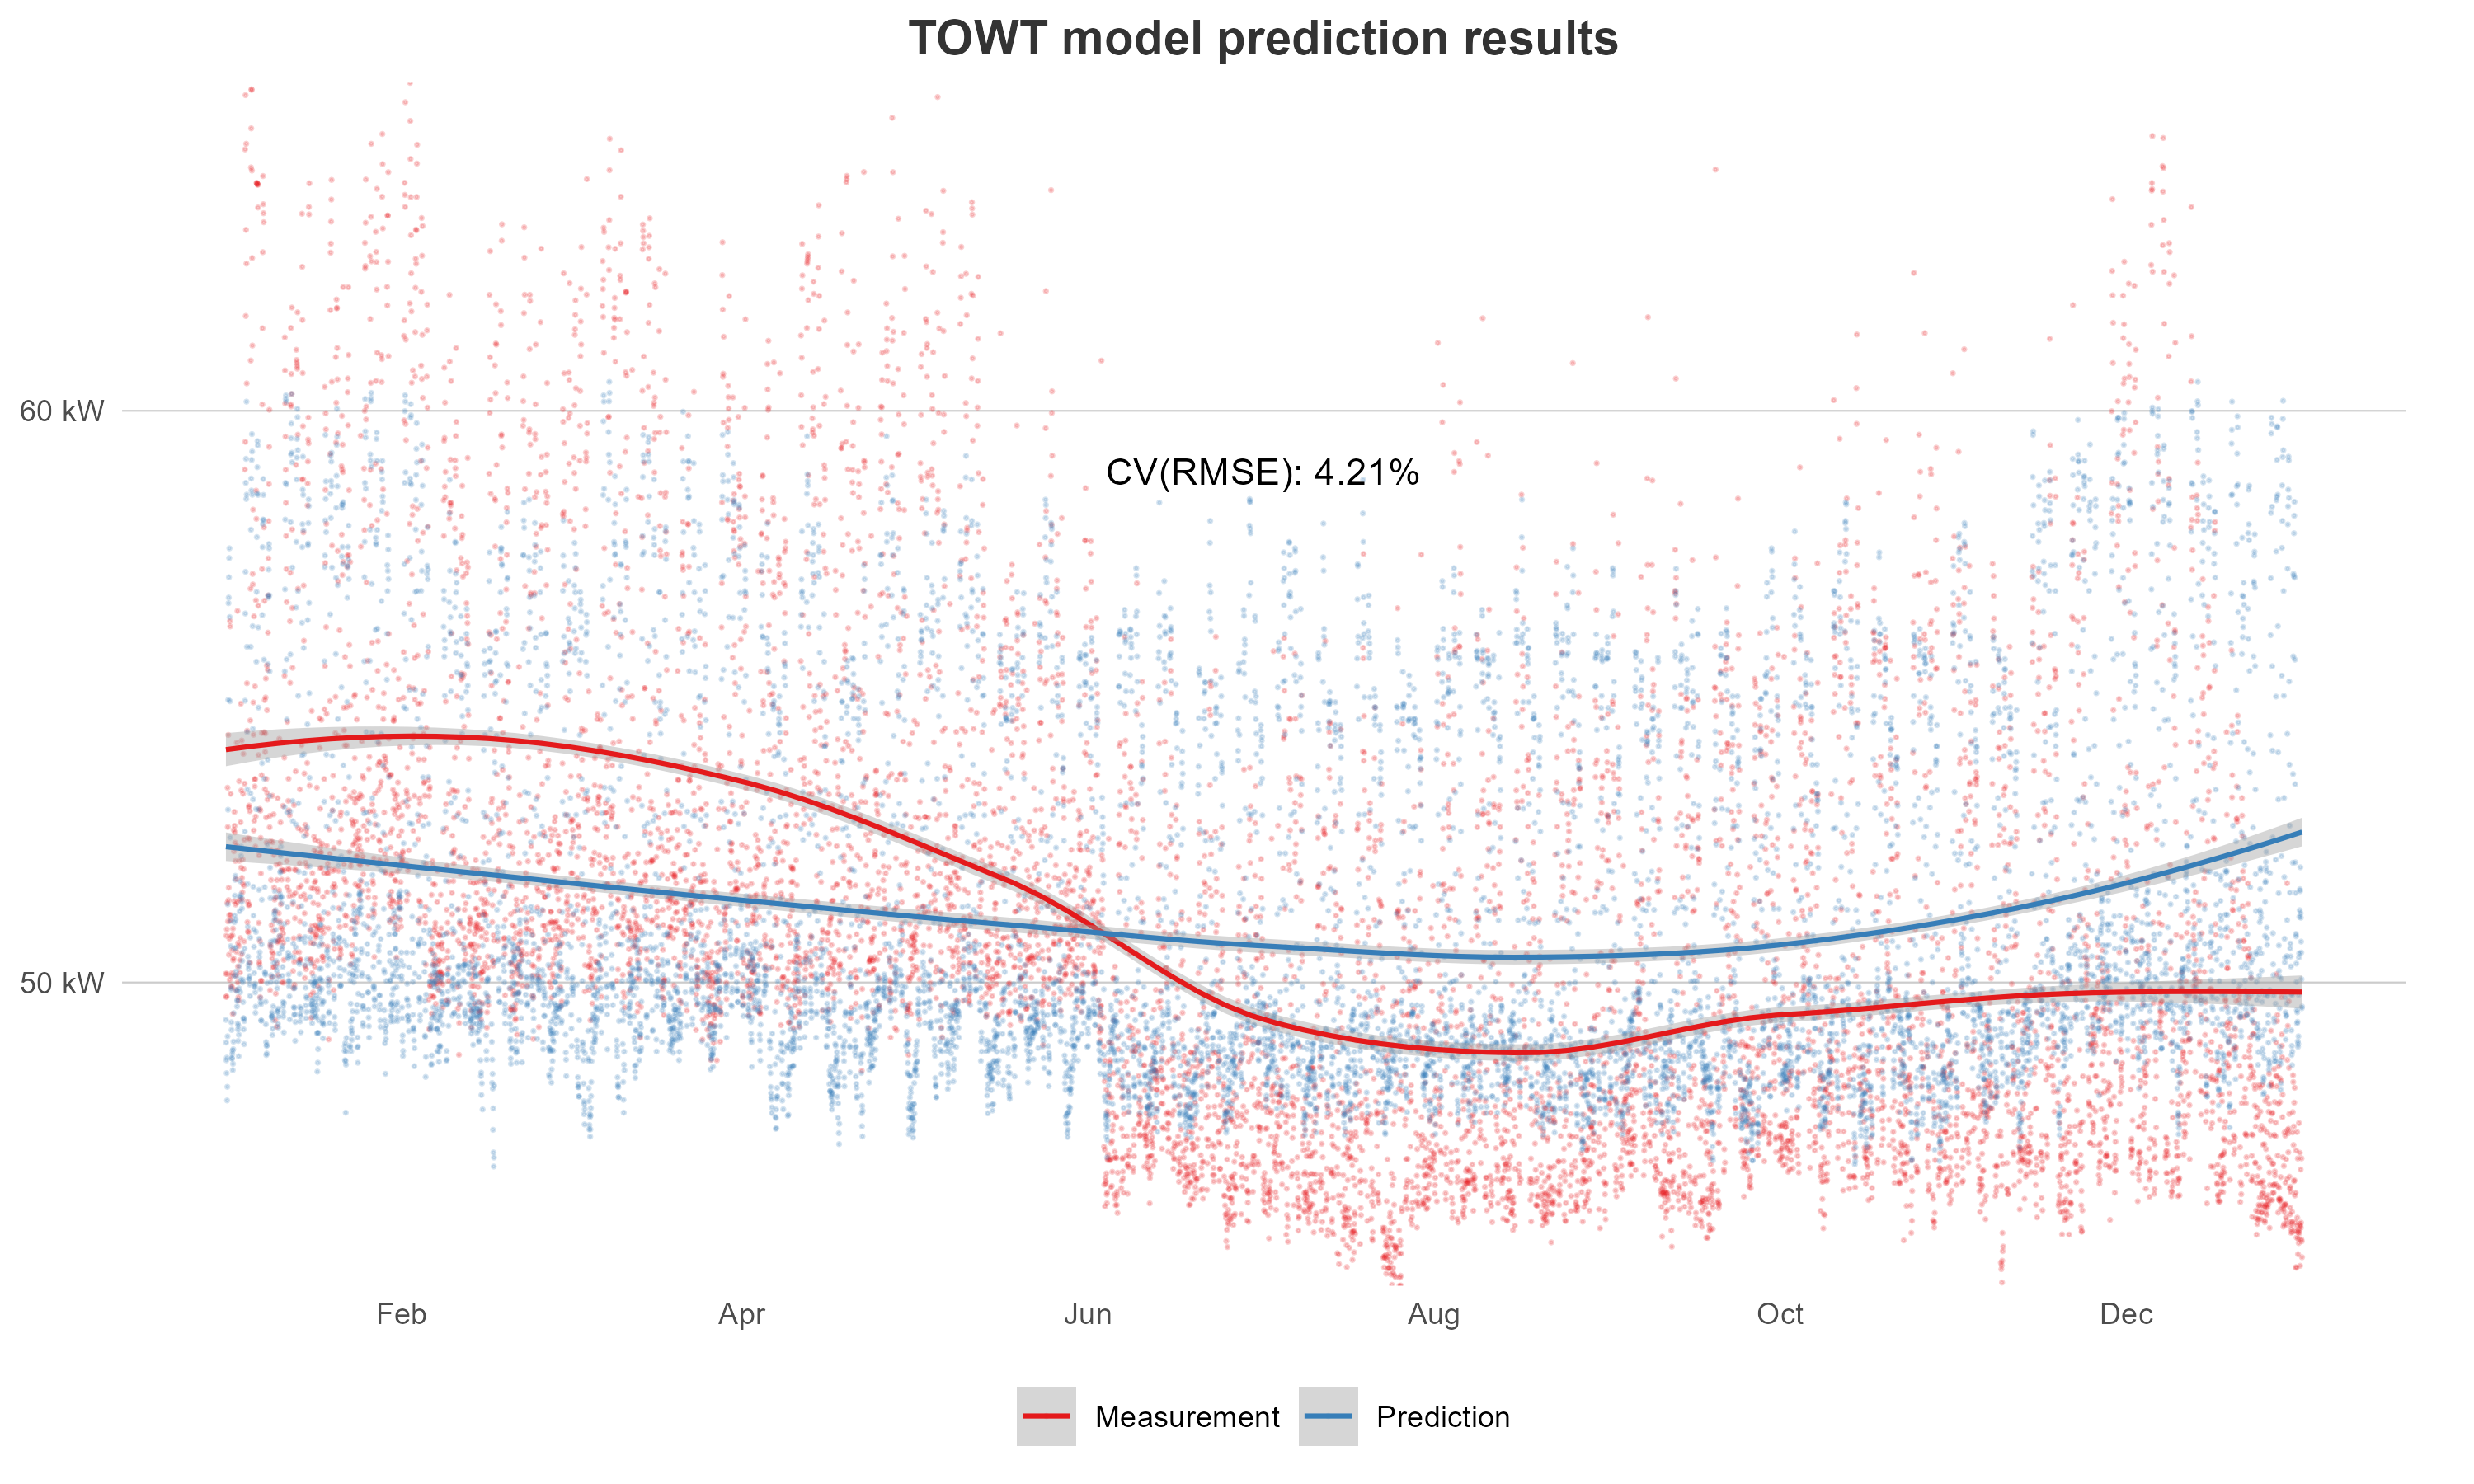 TOWT model prediction results
60 kW
CV(RMSE): 4.21%
50 kW
Feb Apr Jun Aug Oct Dec
Measurement Prediction